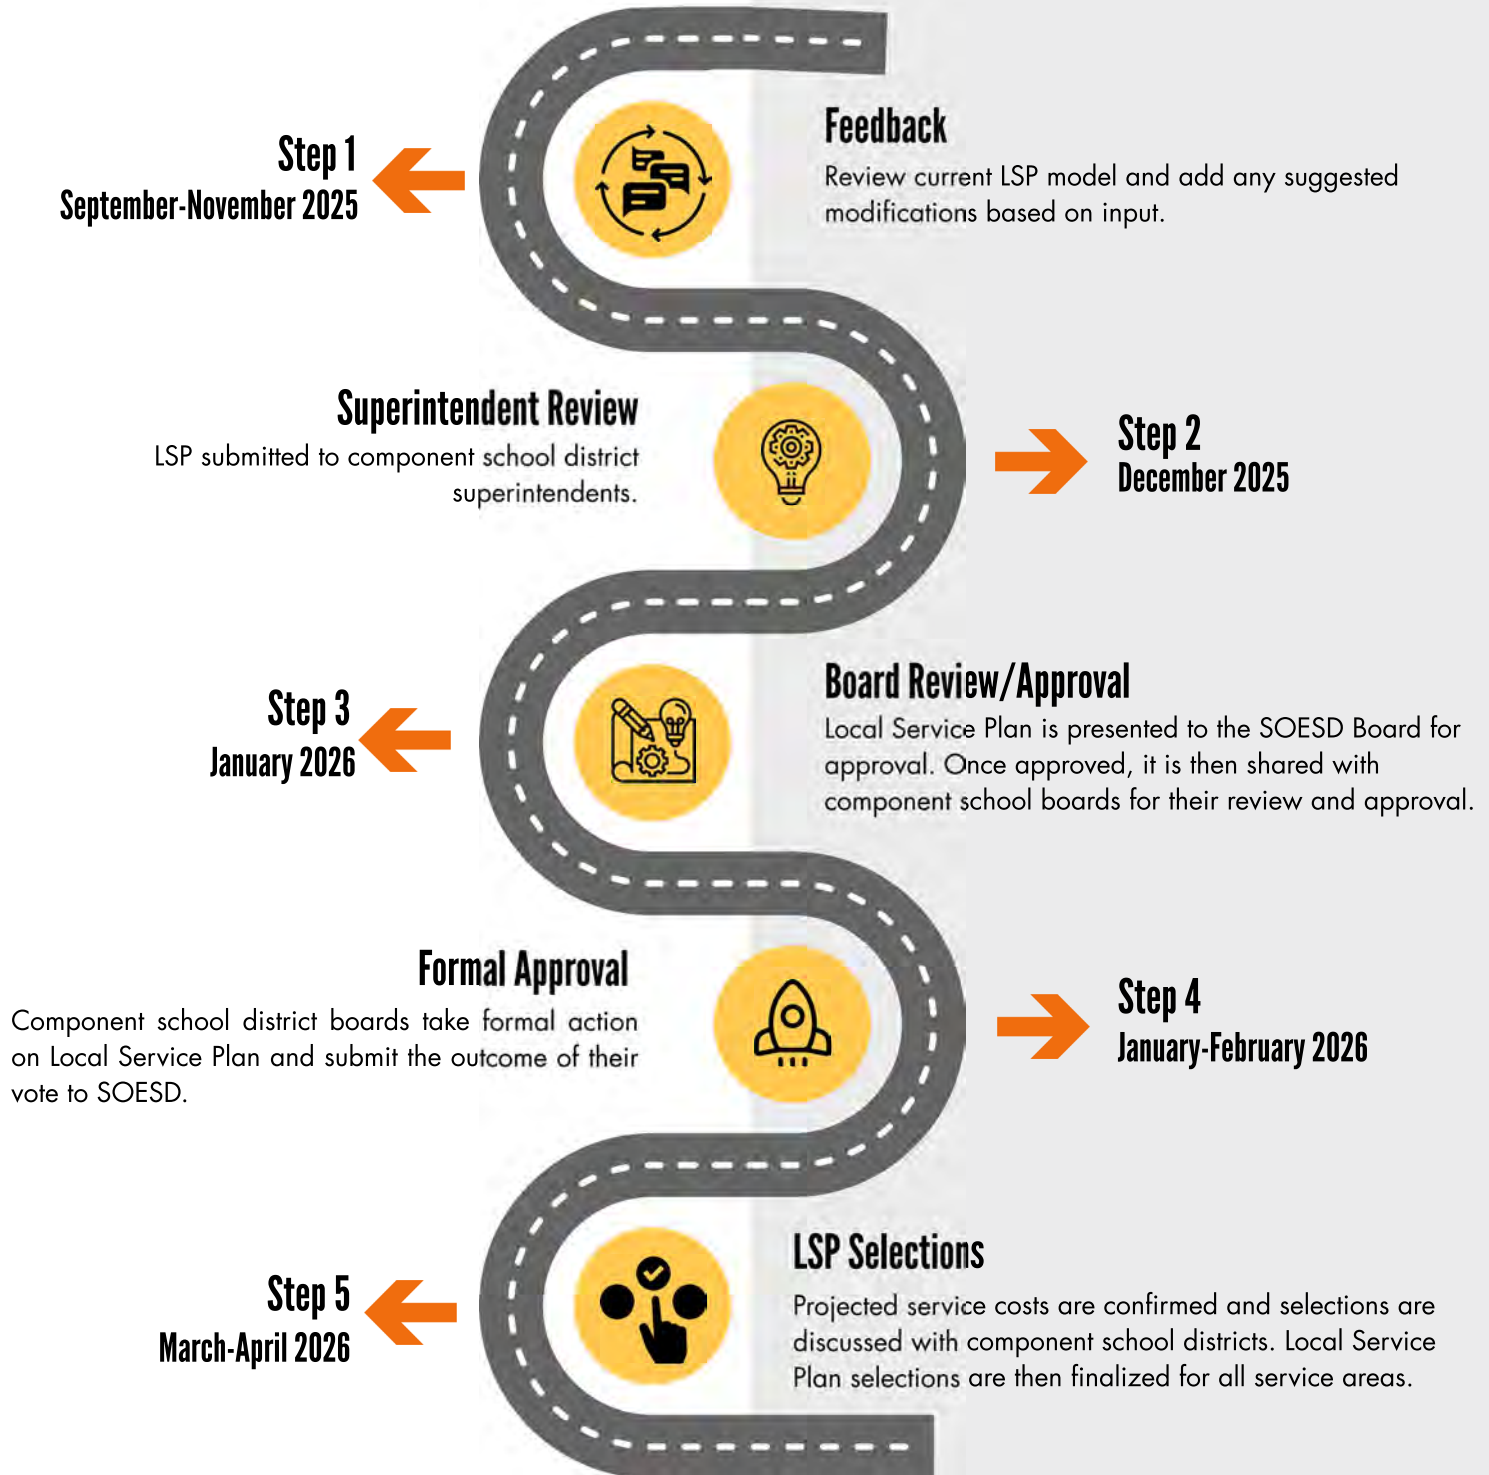 Step 1
September-November 2025
Feedback
Review current LSP model and add any suggested
modifications based on input.
Superintendent Review
LSP submitted to component school district
superintendents.
Step 2
December 2025
Step 3
January 2026
Board Review/Approval
Local Service Plan is presented to the SOESD Board for
approval. Once approved, it is then shared with
component school boards for their review and approval.
Formal Approval
Component school district boards take formal action
on Local Service Plan and submit the outcome of their
vote to SOESD.
Step 4
January-February 2026
Step 5
March-April 2026
LSP Selections
Projected service costs are confirmed and selections are
discussed with component school districts. Local Service
Plan selections are then finalized for all service areas.